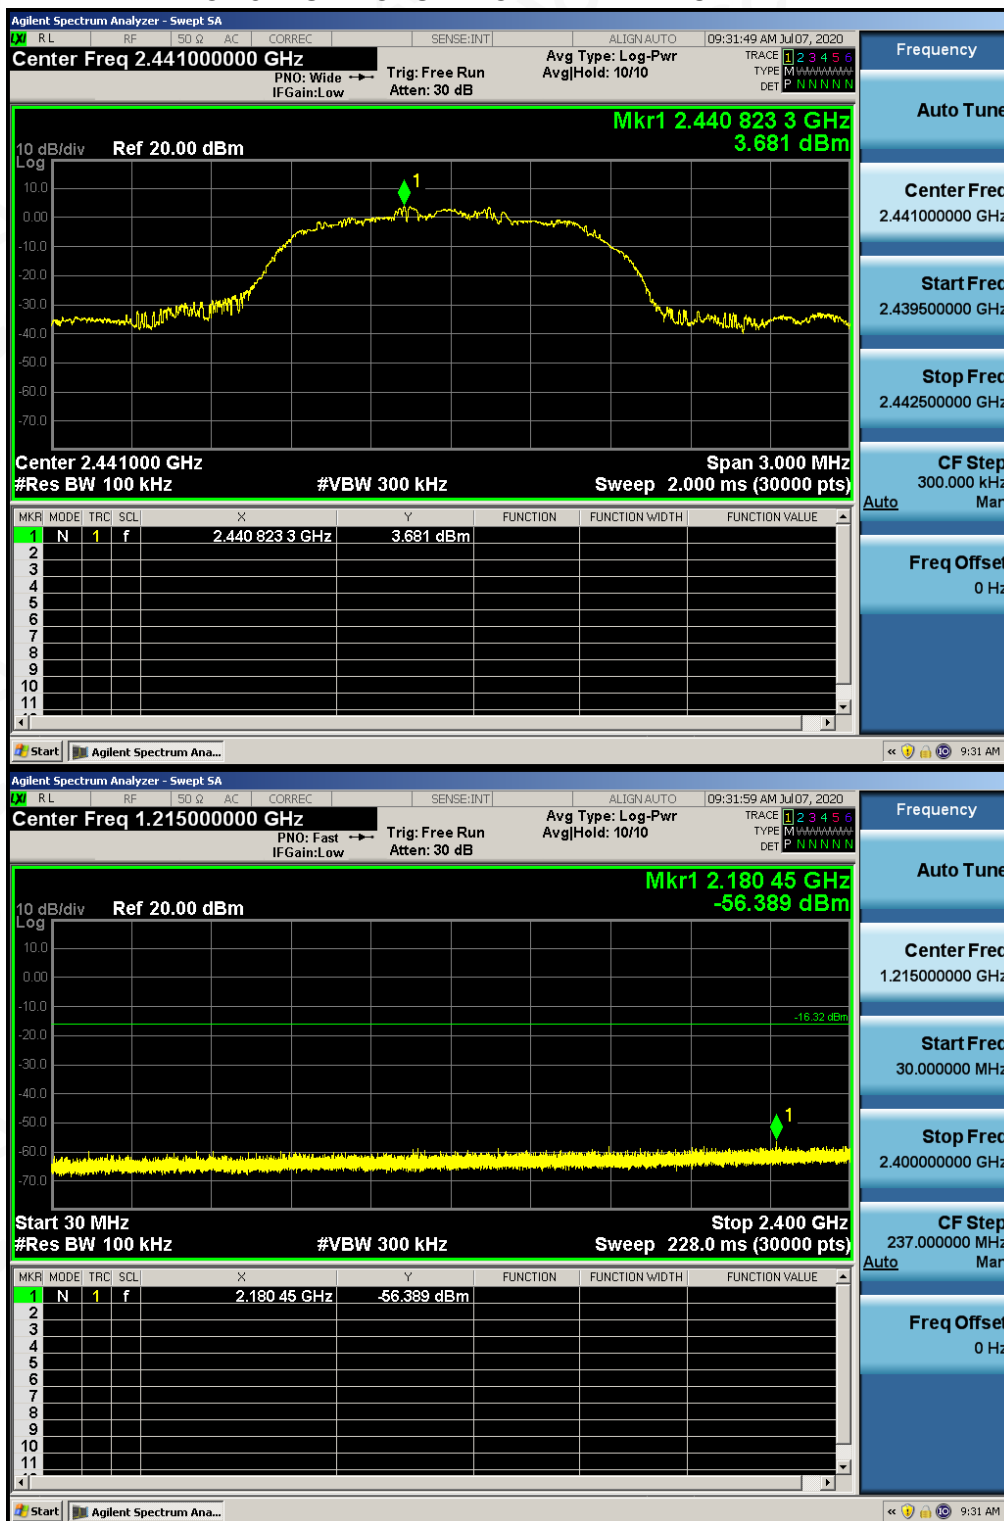 Agilent Spectrum Analyzer - Swept SA
LXI RL RF 50 Ω AC CORREC SENSE:INT ALIGN AUTO 09:31:49 AM Jul 07, 2020
Center Freq 2.441000000 GHz
PNO: Wide
IFGain:Low
Trig: Free Run
Atten: 30 dB
Avg Type: Log-Pwr
Avg|Hold: 10/10
TRACE 1 2 3 4 5 6
TYPE M W W W W W
DET P N N N N N
Mkr1 2.440 823 3 GHz
3.681 dBm
10 dB/div Ref 20.00 dBm
Log
10.0
0.00
-10.0
-20.0
-30.0
-40.0
-50.0
-60.0
-70.0
1
Center 2.441000 GHz Span 3.000 MHz
#Res BW 100 kHz #VBW 300 kHz Sweep 2.000 ms (30000 pts)
MKR MODE TRC SCL X Y FUNCTION FUNCTION WIDTH FUNCTION VALUE
1 N 1 f 2.440 823 3 GHz 3.681 dBm
2
3
4
5
6
7
8
9
10
11
Frequency
Auto Tune
Center Freq
2.441000000 GHz
Start Freq
2.439500000 GHz
Stop Freq
2.442500000 GHz
CF Step
300.000 kHz
Auto Man
Freq Offset
0 Hz
Start Agilent Spectrum Ana... 9:31 AM
Agilent Spectrum Analyzer - Swept SA
LXI RL RF 50 Ω AC CORREC SENSE:INT ALIGN AUTO 09:31:59 AM Jul 07, 2020
Center Freq 1.215000000 GHz
PNO: Fast
IFGain:Low
Trig: Free Run
Atten: 30 dB
Avg Type: Log-Pwr
Avg|Hold: 10/10
TRACE 1 2 3 4 5 6
TYPE M W W W W W
DET P N N N N N
Mkr1 2.180 45 GHz
-56.389 dBm
10 dB/div Ref 20.00 dBm
Log
10.0
0.00
-10.0
-20.0
-30.0
-40.0
-50.0
-60.0
-70.0
-16.32 dBm
1
Start 30 MHz Stop 2.400 GHz
#Res BW 100 kHz #VBW 300 kHz Sweep 228.0 ms (30000 pts)
MKR MODE TRC SCL X Y FUNCTION FUNCTION WIDTH FUNCTION VALUE
1 N 1 f 2.180 45 GHz -56.389 dBm
2
3
4
5
6
7
8
9
10
11
Frequency
Auto Tune
Center Freq
1.215000000 GHz
Start Freq
30.000000 MHz
Stop Freq
2.400000000 GHz
CF Step
237.000000 MHz
Auto Man
Freq Offset
0 Hz
Start Agilent Spectrum Ana... 9:31 AM